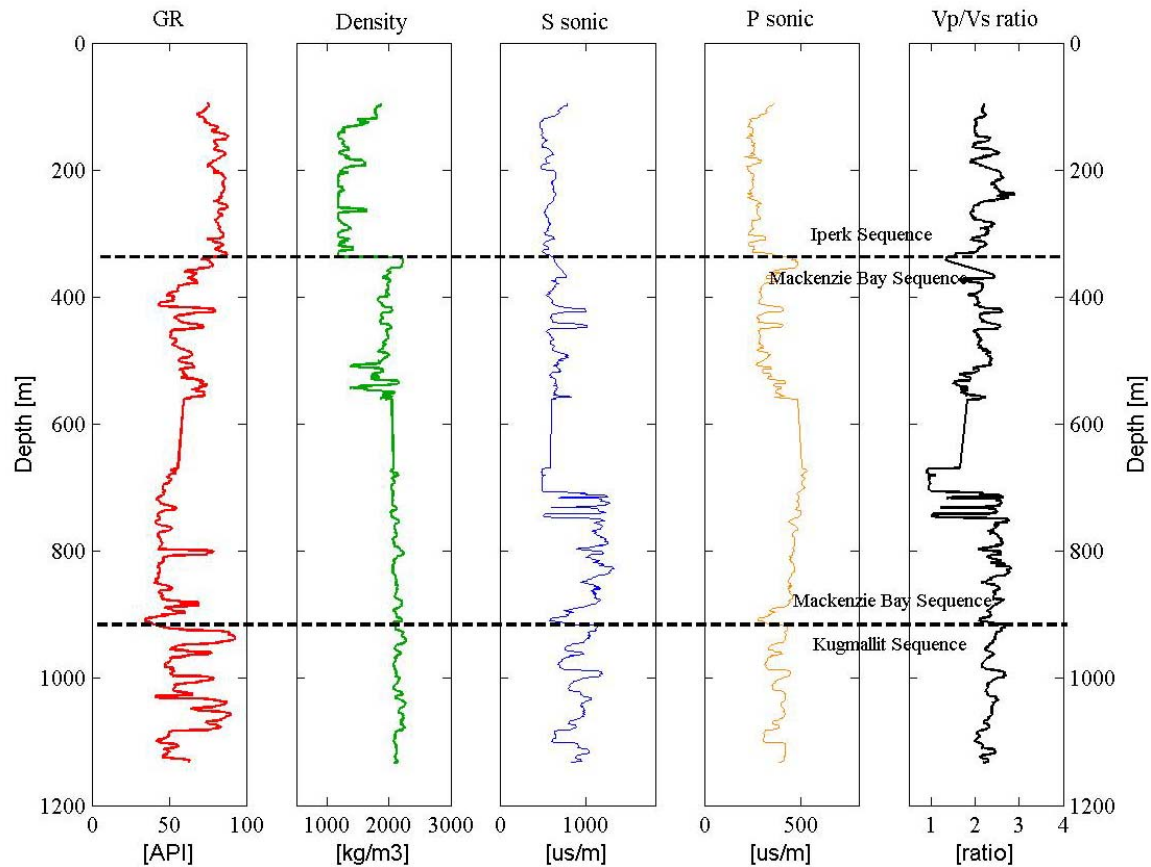 GR Density S sonic P sonic Vp/Vs ratio
0 0
200 200
Iperk Sequence
Mackenzie Bay Sequence
400 400
Depth [m] Depth [m]
600 600
800 800
Mackenzie Bay Sequence
Kugmallit Sequence
1000 1000
1200 1200
0 50 100 1000 2000 3000 1000 0 500 1 2 3 4
[API] [kg/m3] [us/m] [us/m] [ratio]